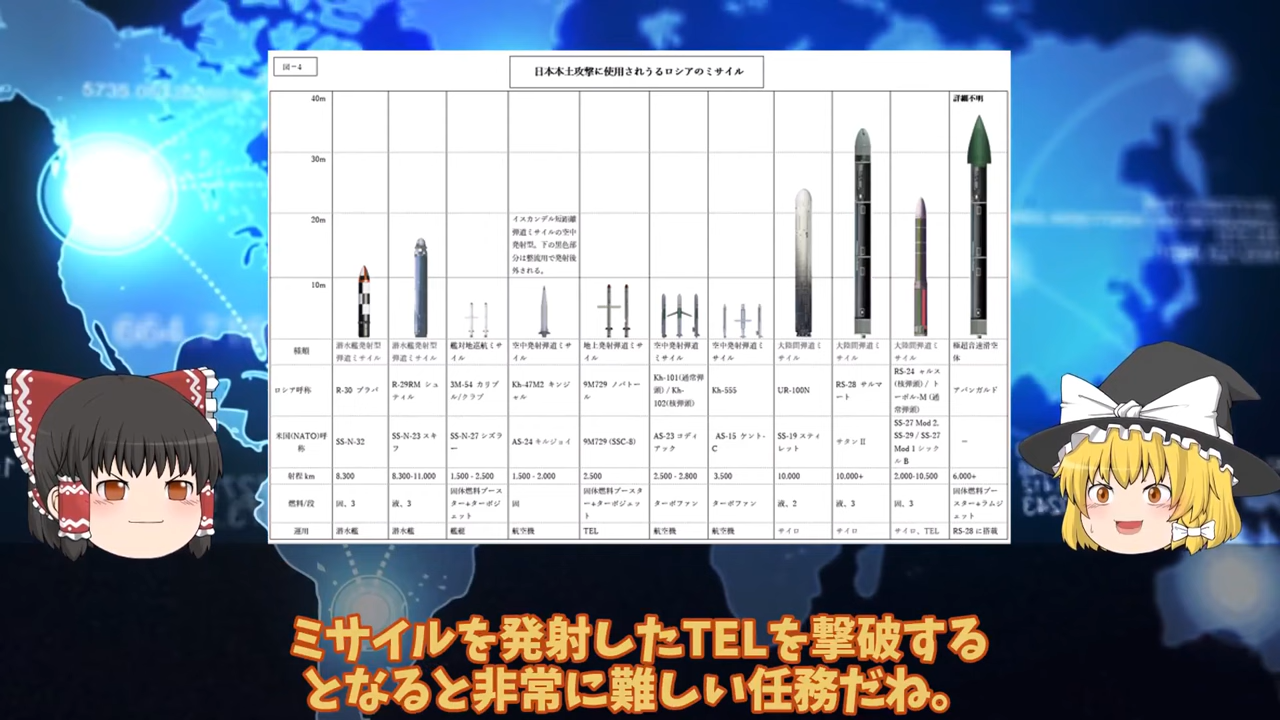 図－4
日本本土攻撃に使用されうるロシアのミサイル
40m
30m
20m
10m
詳細不明
イスカンデル短距離
弾道ミサイルの空中
発射型。下の黒色部
分は整流用で発射後
外される。
種類
潜水艦発射型弾道ミサイル
潜水艦発射型弾道ミサイル
艦対地巡航ミサイル
空中発射弾道ミサイル
地上発射弾道ミサイル
空中発射弾道ミサイル
空中発射弾道ミサイル
大陸間弾道ミサイル
大陸間弾道ミサイル
大陸間弾道ミサイル
極超音速滑空体
ロシア呼称
R-30 ブラバ
R-29RM シュティル
3M-54 カリブル/クラブ
Kh-47M2 キンジャル
9M729 ノバトール
Kh-101(通常弾頭) / Kh-102(核弾頭)
Kh-555
UR-100N
RS-28 サルマート
RS-24 ヤルス(核弾頭) / トーポル-M (通常弾頭)
アバンガルド
米国(NATO)呼称
SS-N-32
SS-N-23 スキフ
SS-N-27 シズラー
AS-24 キルジョイ
9M729 (SSC-8)
AS-23 コディアック
AS-15 ケント-C
SS-19 スティレット
サタンⅡ
SS-27 Mod 2, SS-29 / SS-27 Mod 1 シックル B
－
射程 km
8.300
8.300-11.000
1.500 - 2.500
1.500 - 2.000
2.500
2.500 - 2.800
3.500
10.000
10.000+
2.000-10.500
6.000+
燃料/段
固、3
液、3
固体燃料ブースター+ターボジェット
固
固体燃料ブースター+ターボジェット
ターボファン
ターボファン
液、2
液、3
固、3
固体燃料ブースター+ラムジェット
運用
潜水艦
潜水艦
艦艇
航空機
TEL
航空機
航空機
サイロ
サイロ
サイロ、TEL
RS-28 に搭載
ミサイルを発射したTELを撃破する
となると非常に難しい任務だね。